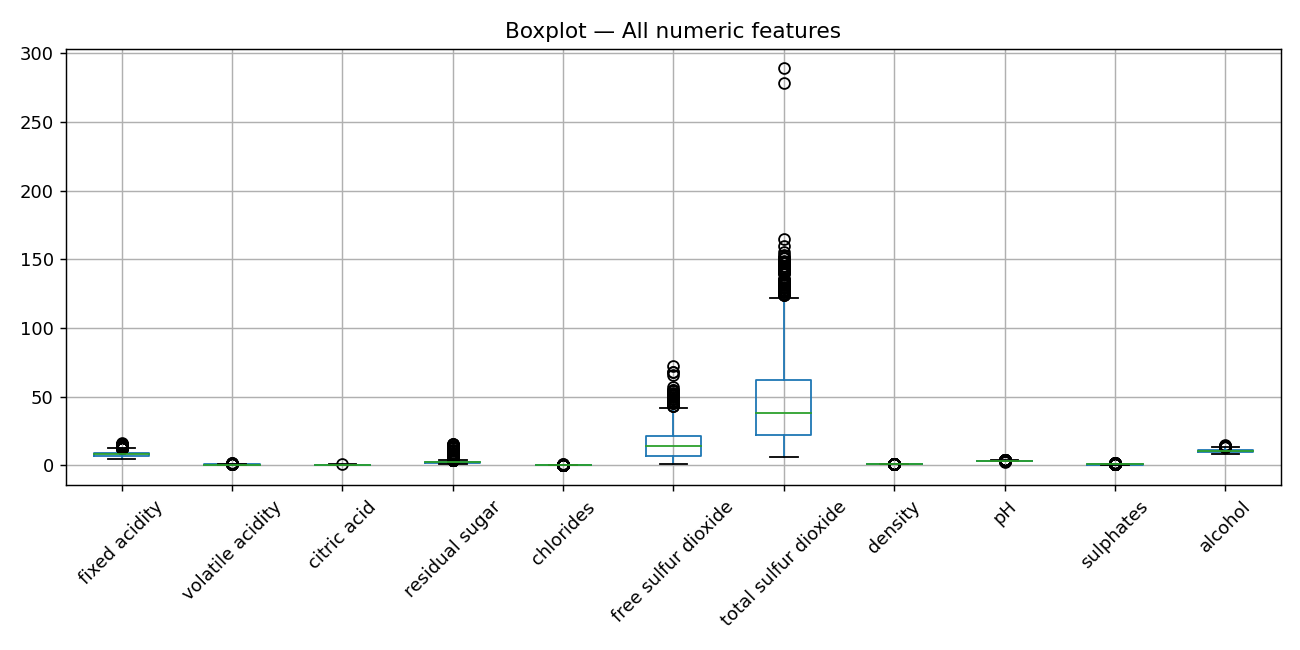 Boxplot — All numeric features
300
250
200
150
100
50
0
fixed acidity
volatile acidity
citric acid
residual sugar
chlorides
free sulfur dioxide
total sulfur dioxide
density
pH
sulphates
alcohol